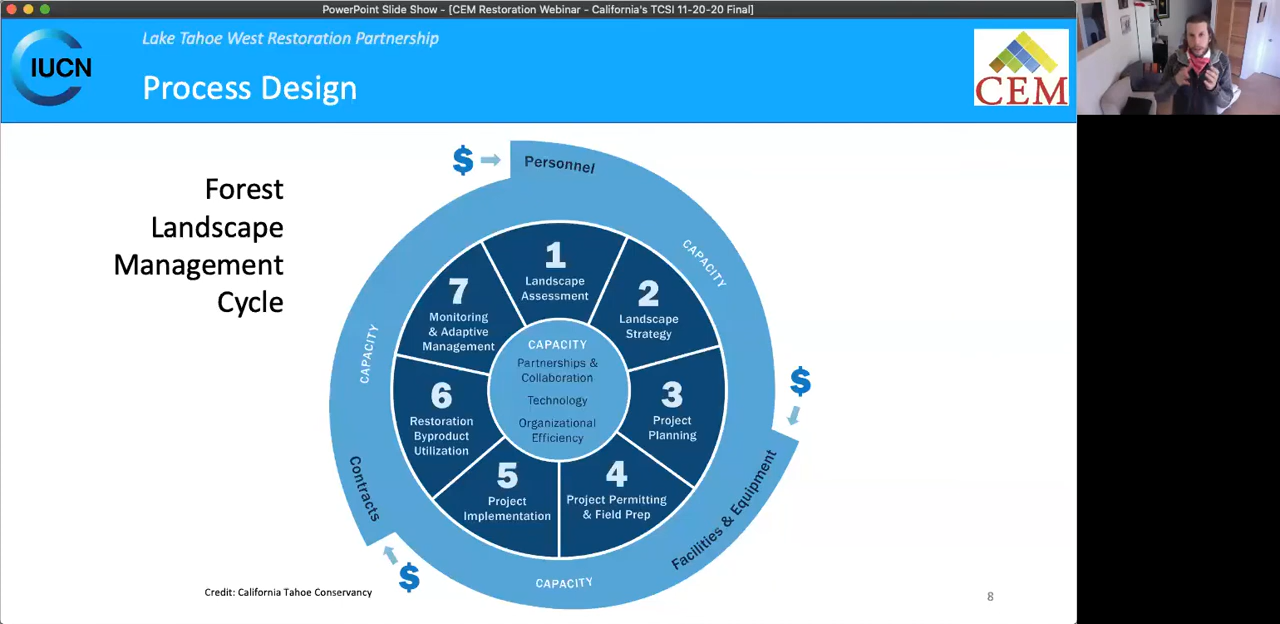 PowerPoint Slide Show - [CEM Restoration Webinar - California's TCSI 11-20-20 Final]
Lake Tahoe West Restoration Partnership
IUCN
Process Design
CEM
Forest
Landscape
Management
Cycle
$
Personnel
CAPACITY
1
Landscape
Assessment
2
Landscape
Strategy
3
Project
Planning
4
Project Permitting
& Field Prep
5
Project
Implementation
6
Restoration
Byproduct
Utilization
7
Monitoring
& Adaptive
Management
CAPACITY
Partnerships &
Collaboration
Technology
Organizational
Efficiency
$
Facilities & Equipment
CAPACITY
$
Contracts
CAPACITY
Credit: California Tahoe Conservancy
8